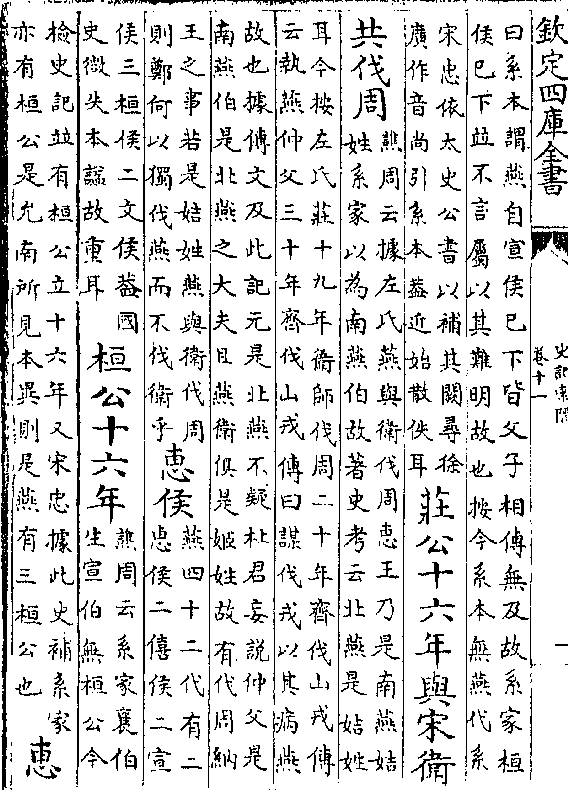 欽定四庫全書
史記索隱
卷十一
曰系本謂燕自宣侯已下皆父子相傳無及故系家桓
侯已下並不言屬以其難明故也按今系本無燕代系
宋忠依太史公書以補其闕尋徐
廣作音尚引系本蓋近始散佚耳
莊公十六年與宋衛
共伐周
譙周云據左氏燕與衛伐周惠王乃是南燕姞
姓系家以為南燕伯故著史考云北燕是姞姓
耳今按左氏莊十九年衛師伐周二十年齊伐山戎傳
云執燕仲父三十年齊伐山戎傳曰謀伐戎以其病燕
故也據傳文及此記元是北燕不疑杜君妄説仲父是
南燕伯是北燕之大夫且燕衛俱是姬姓故有伐周納
王之事若是姞姓燕與衛伐周
則鄭何以獨伐燕而不伐衛乎
惠侯
燕四十二代有二
惠侯二僖侯二宣
侯三桓侯二文侯葢國
史微失本諡故重耳
桓公十六年
譙周云系家襄伯
生宣伯無桓公今
檢史記並有桓公立十六年又宋忠據此史補系家
亦有桓公是允南所見本異則是燕有三桓公也
惠